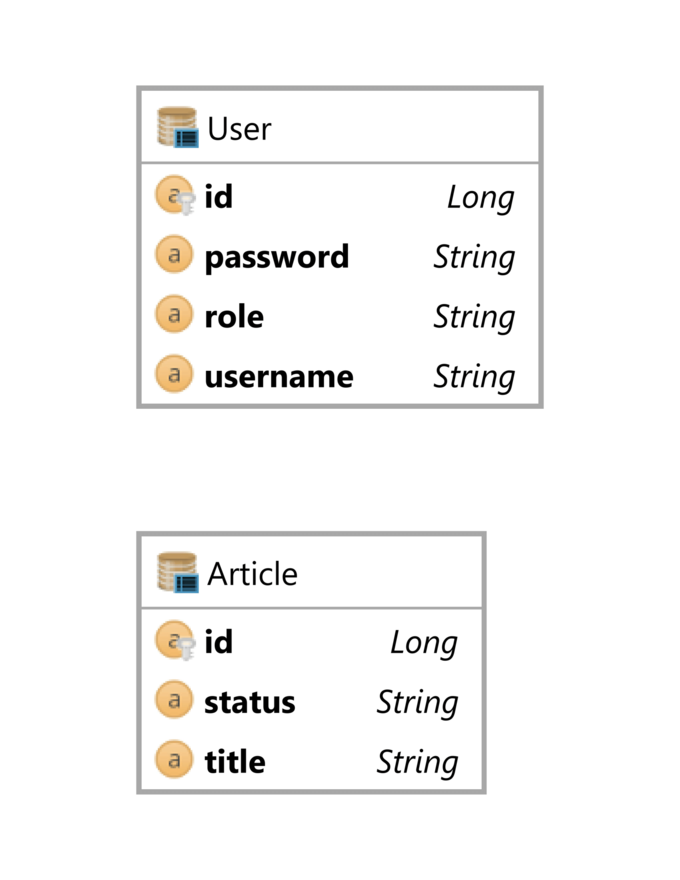 User
id Long
password String
role String
username String
Article
id Long
status String
title String